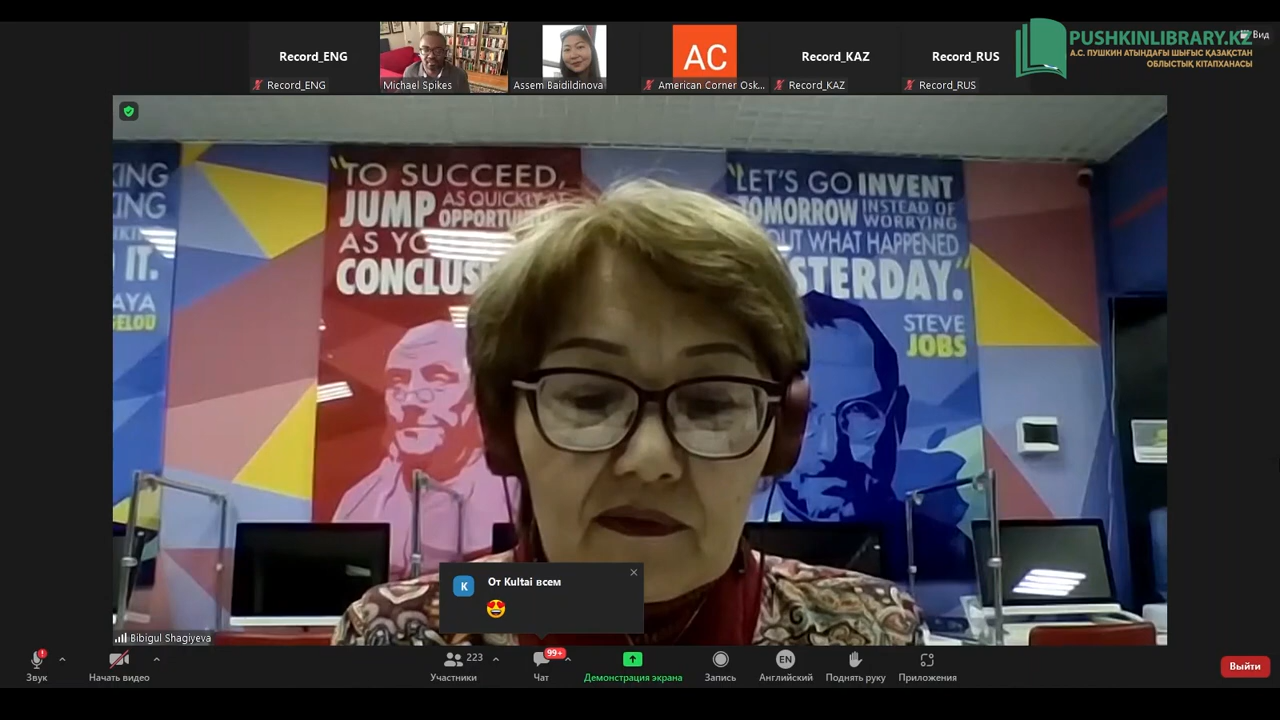 Record_ENG
Record_ENG
Michael Spikes
Assem Baidildinova
AC
American Corner Osk...
Record_KAZ
Record_KAZ
Record_RUS
Record_RUS
PUSHKINLIBRARY.KZ
А.С. ПУШКИН АТЫНДАҒЫ ШЫҒЫС ҚАЗАҚСТАН
ОБЛЫСТЫҚ КІТАПХАНАСЫ
Вид
KING
KING
IT.
AYA
GELOU
"TO SUCCEED,
JUMP AS QUICKLY AT
OPPORTU
AS YO
CONCLUS
"LET'S GO INVENT
TOMORROW INSTEAD OF
WORRYING
OUT WHAT HAPPENED
STERDAY."
STEVE
JOBS
K
От Kultai всем
Bibigul Shagiyeva
Звук
Начать видео
223
Участники
99+
Чат
Демонстрация экрана
Запись
EN
Английский
Поднять руку
Приложения
Выйти